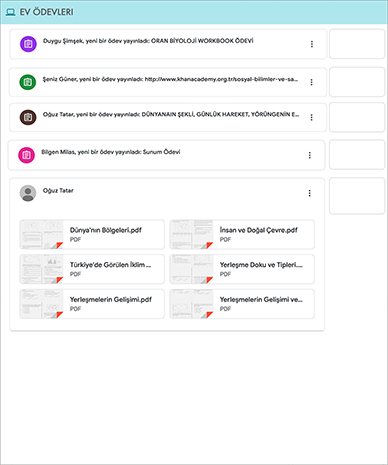 EV ÖDEVLERİ
Duygu Şimşek, yeni bir ödev yayınladı: ORAN BİYOLOJİ WORKBOOK ÖDEVİ
Şeniz Güner, yeni bir ödev yayınladı: http://www.khanacademy.org.tr/sosyal-bilimler-ve-sa...
Oğuz Tatar, yeni bir ödev yayınladı: DÜNYANAIN ŞEKLİ, GÜNLÜK HAREKET, YÖRÜNGENİN E...
Bilgen Milas, yeni bir ödev yayınladı: Sunum Ödevi
Oğuz Tatar
Dünya'nın Bölgeleri.pdf
PDF
İnsan ve Doğal Çevre.pdf
PDF
Türkiye'de Görülen İklim ...
PDF
Yerleşme Doku ve Tipleri....
PDF
Yerleşmelerin Gelişimi.pdf
PDF
Yerleşmelerin Gelişimi ve...
PDF